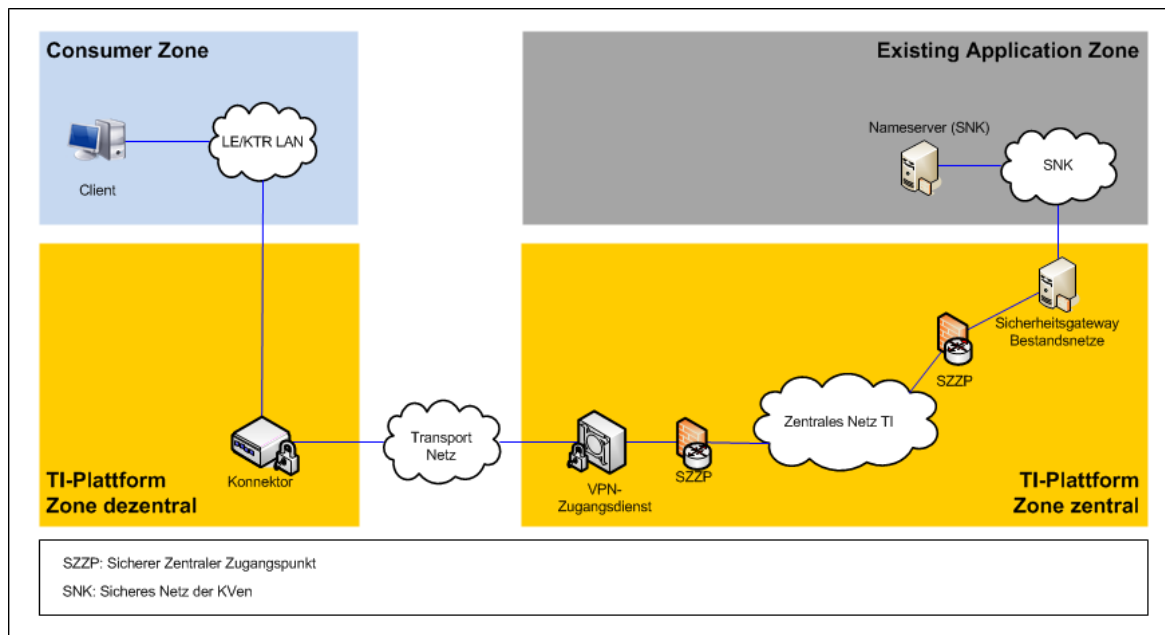 Consumer Zone
Existing Application Zone
LE/KTR LAN
Client
Nameserver (SNK)
SNK
Sicherheitsgateway
Bestandsnetze
SZZP
Zentrales Netz TI
Transport
Netz
Konnektor
VPN-
Zugangsdienst
SZZP
TI-Plattform
Zone dezentral
TI-Plattform
Zone zentral
SZZP: Sicherer Zentraler Zugangspunkt
SNK: Sicheres Netz der KVen